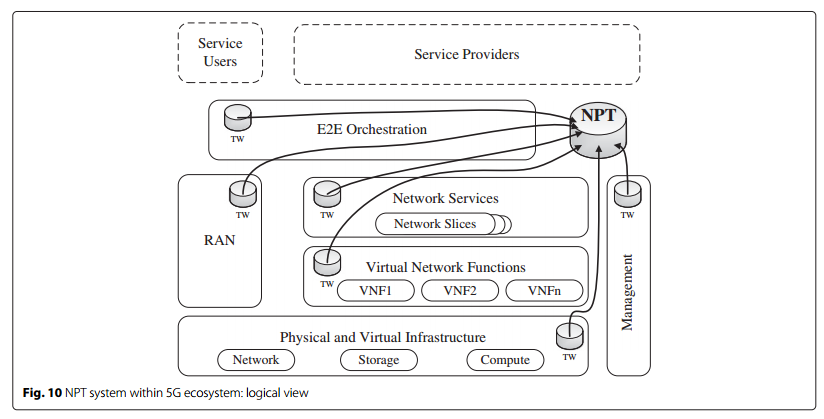 Service
Users
Service Providers
NPT
TW
E2E Orchestration
TW
RAN
TW
Network Services
Network Slices
TW
Virtual Network Functions
VNF1
VNF2
VNFn
TW
Management
Physical and Virtual Infrastructure
Network
Storage
Compute
TW
Fig. 10 NPT system within 5G ecosystem: logical view